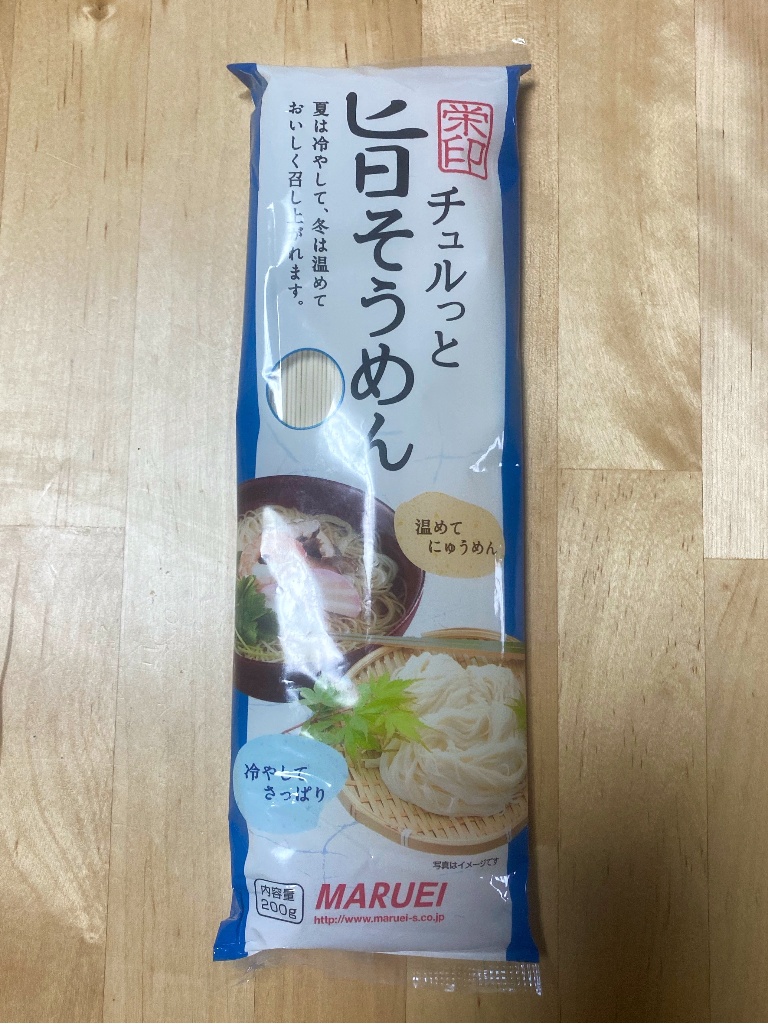 栄印
チュルっと
旨そうめん
夏は冷やして、冬は温めて
おいしく召し上がれます。
温めて
にゅうめん
冷やして
さっぱり
写真はイメージです
内容量
200g
MARUEI
http://www.maruei-s.co.jp